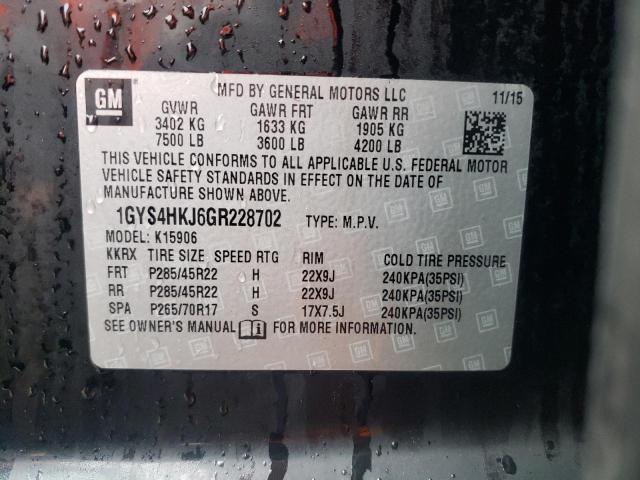 GM
MFD BY GENERAL MOTORS LLC 11/15
GVWR GAWR FRT GAWR RR
3402 KG 1633 KG 1905 KG
7500 LB 3600 LB 4200 LB
THIS VEHICLE CONFORMS TO ALL APPLICABLE U.S. FEDERAL MOTOR
VEHICLE SAFETY STANDARDS IN EFFECT ON THE DATE OF
MANUFACTURE SHOWN ABOVE.
1GYS4HKJ6GR228702 TYPE: M.P.V.
MODEL: K15906
KKRX TIRE SIZE SPEED RTG RIM COLD TIRE PRESSURE
FRT P285/45R22 H 22X9J 240KPA(35PSI)
RR P285/45R22 H 22X9J 240KPA(35PSI)
SPA P265/70R17 S 17X7.5J 240KPA(35PSI)
SEE OWNER'S MANUAL FOR MORE INFORMATION.